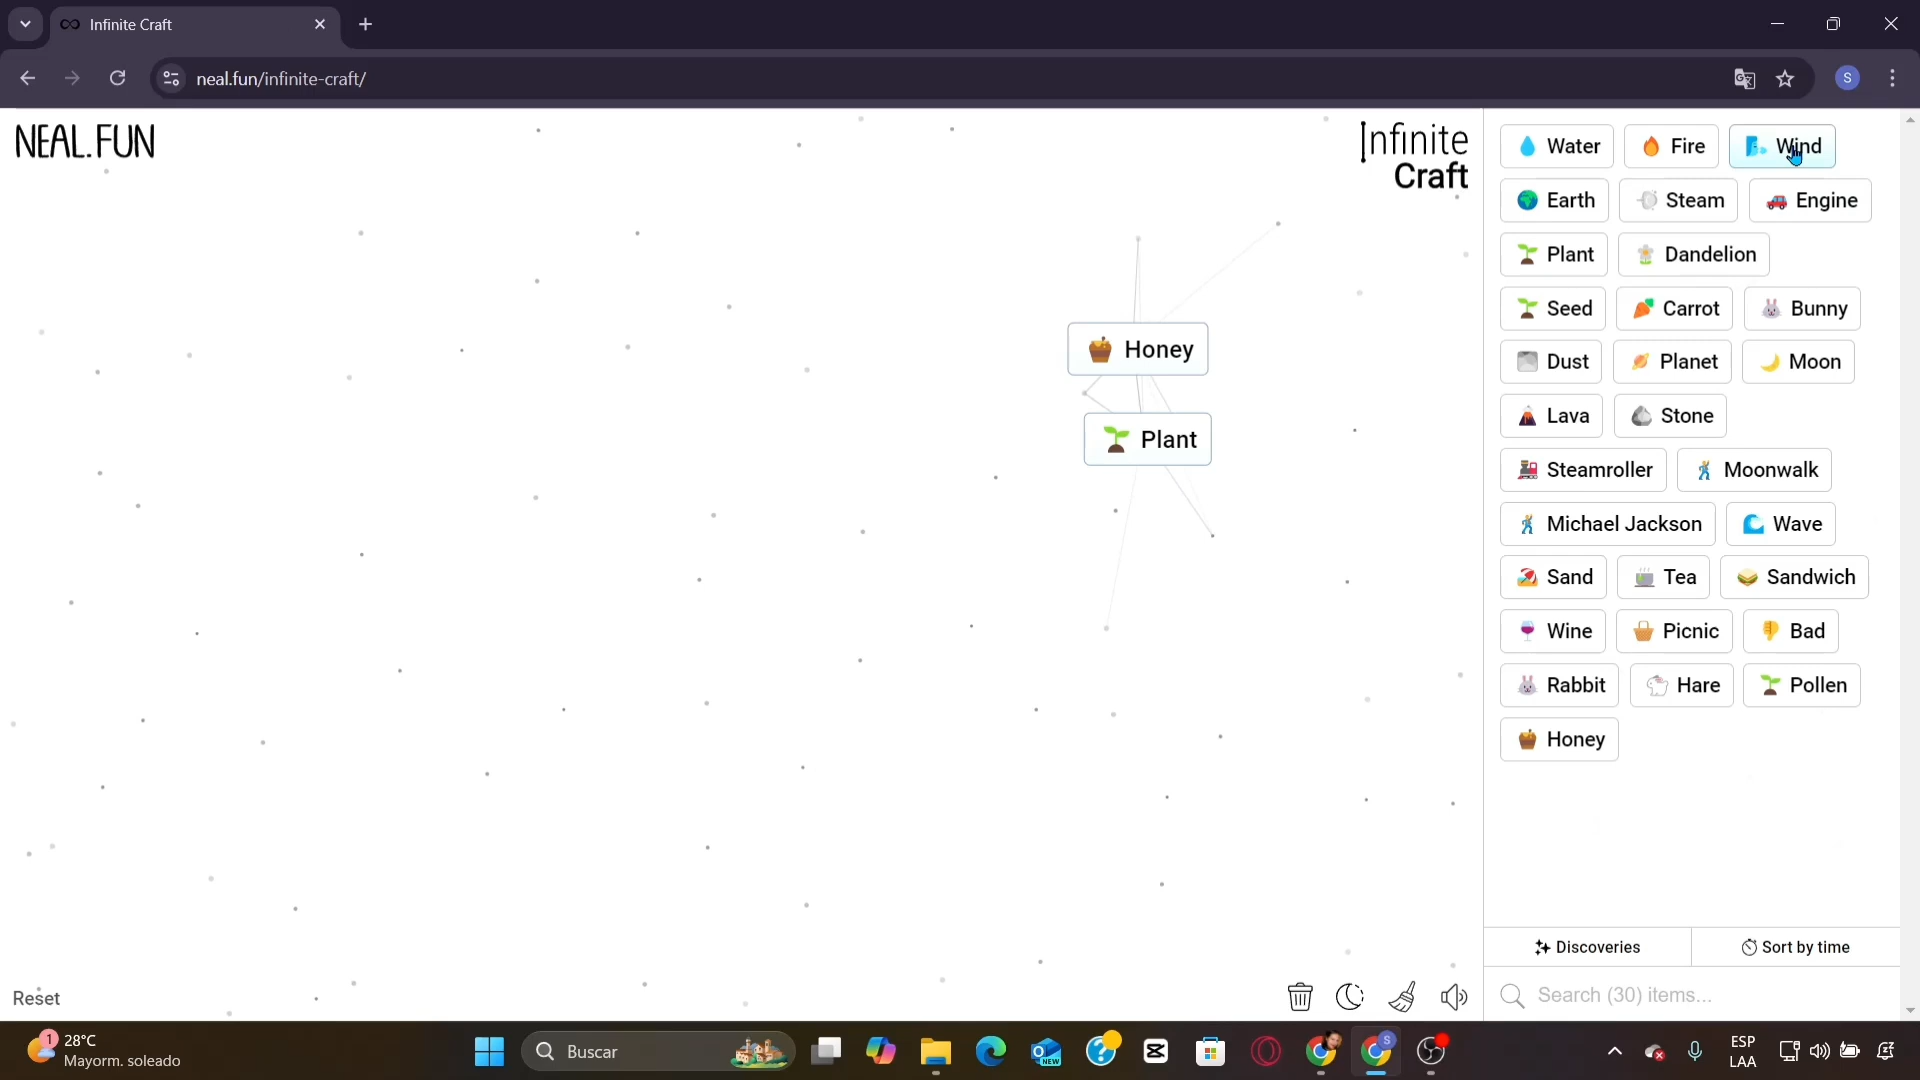 Infinite Craft
neal.fun/infinite-craft/
S
NEAL.FUN
Infinite
Craft
Honey
Plant
Water Fire Wind
Earth Steam Engine
Plant Dandelion
Seed Carrot Bunny
Dust Planet Moon
Lava Stone
Steamroller Moonwalk
Michael Jackson Wave
Sand Tea Sandwich
Wine Picnic Bad
Rabbit Hare Pollen
Honey
Discoveries Sort by time
Search (30) items...
Reset
1
28°C
Mayorm. soleado
Buscar
NEW
S
ESP
LAA